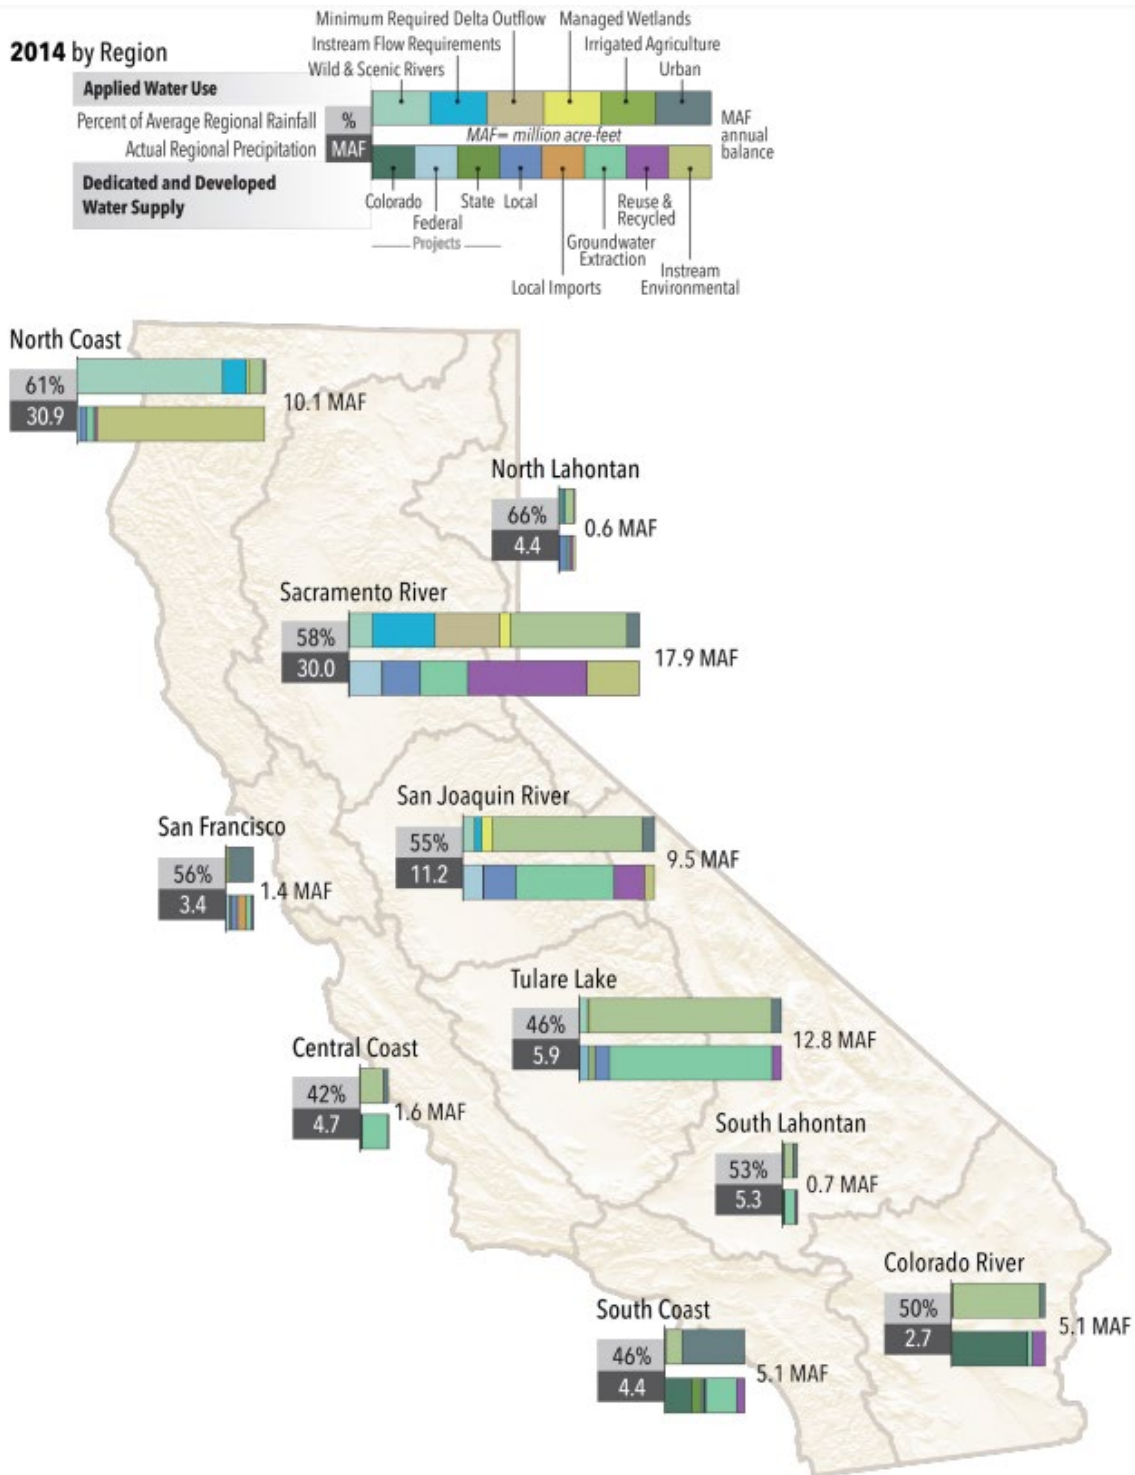 2014 by Region
Minimum Required Delta Outflow
Managed Wetlands
Instream Flow Requirements
Irrigated Agriculture
Wild & Scenic Rivers
Urban
Applied Water Use
Percent of Average Regional Rainfall %
Actual Regional Precipitation MAF
MAF= million acre-feet
MAF
annual
balance
Dedicated and Developed
Water Supply
Colorado
Federal
State
Projects
Local
Local Imports
Groundwater
Extraction
Reuse &
Recycled
Instream
Environmental
North Coast
61%
30.9
10.1 MAF
North Lahontan
66%
4.4
0.6 MAF
Sacramento River
58%
30.0
17.9 MAF
San Joaquin River
55%
11.2
9.5 MAF
San Francisco
56%
3.4
1.4 MAF
Tulare Lake
46%
5.9
12.8 MAF
Central Coast
42%
4.7
1.6 MAF
South Lahontan
53%
5.3
0.7 MAF
Colorado River
50%
2.7
5.1 MAF
South Coast
46%
4.4
5.1 MAF